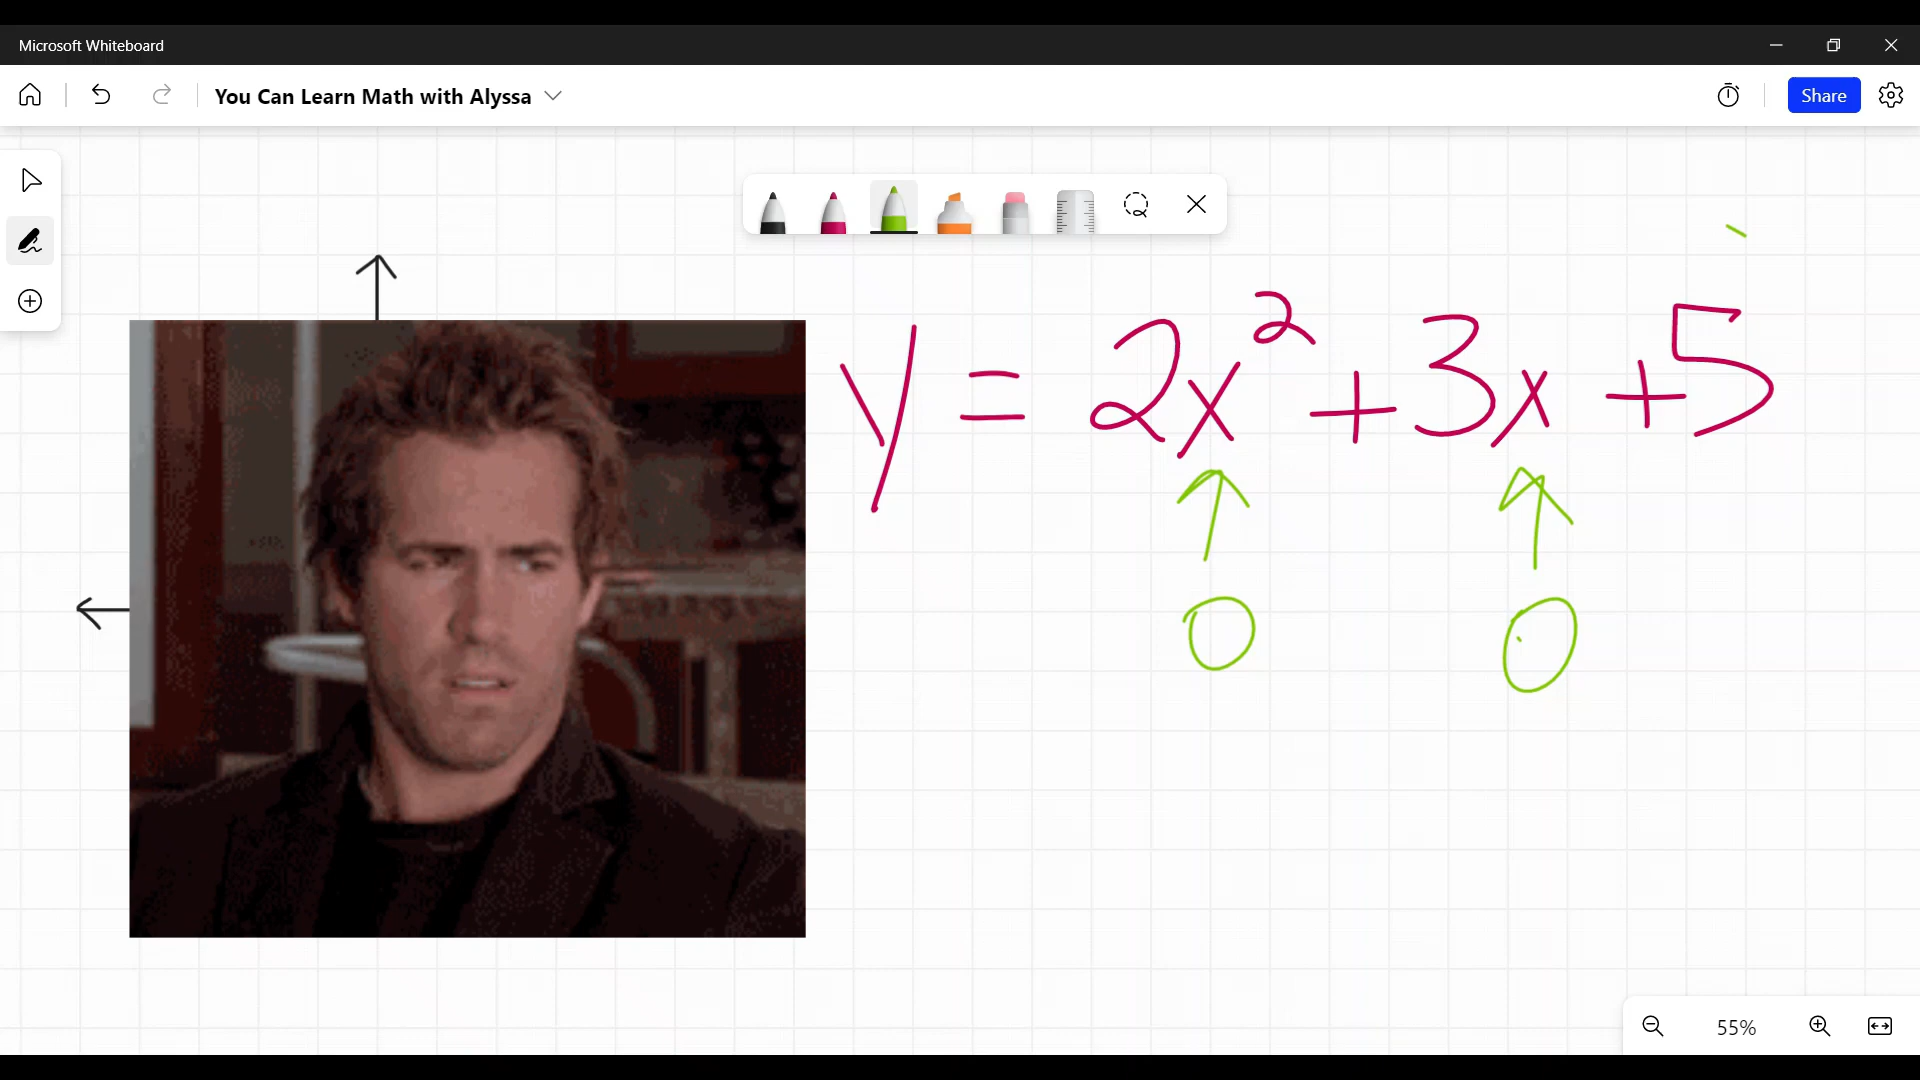 Microsoft Whiteboard
You Can Learn Math with Alyssa
Share
y = 2x² + 3x + 5
0 0
55%